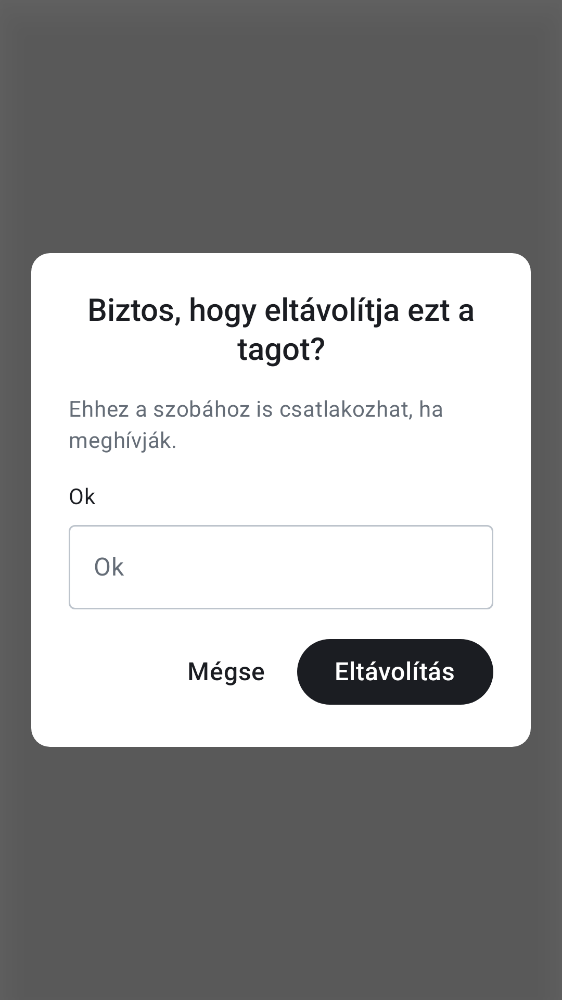 Biztos, hogy eltávolítja ezt a
tagot?
Ehhez a szobához is csatlakozhat, ha
meghívják.
Ok
Ok
Mégse
Eltávolítás